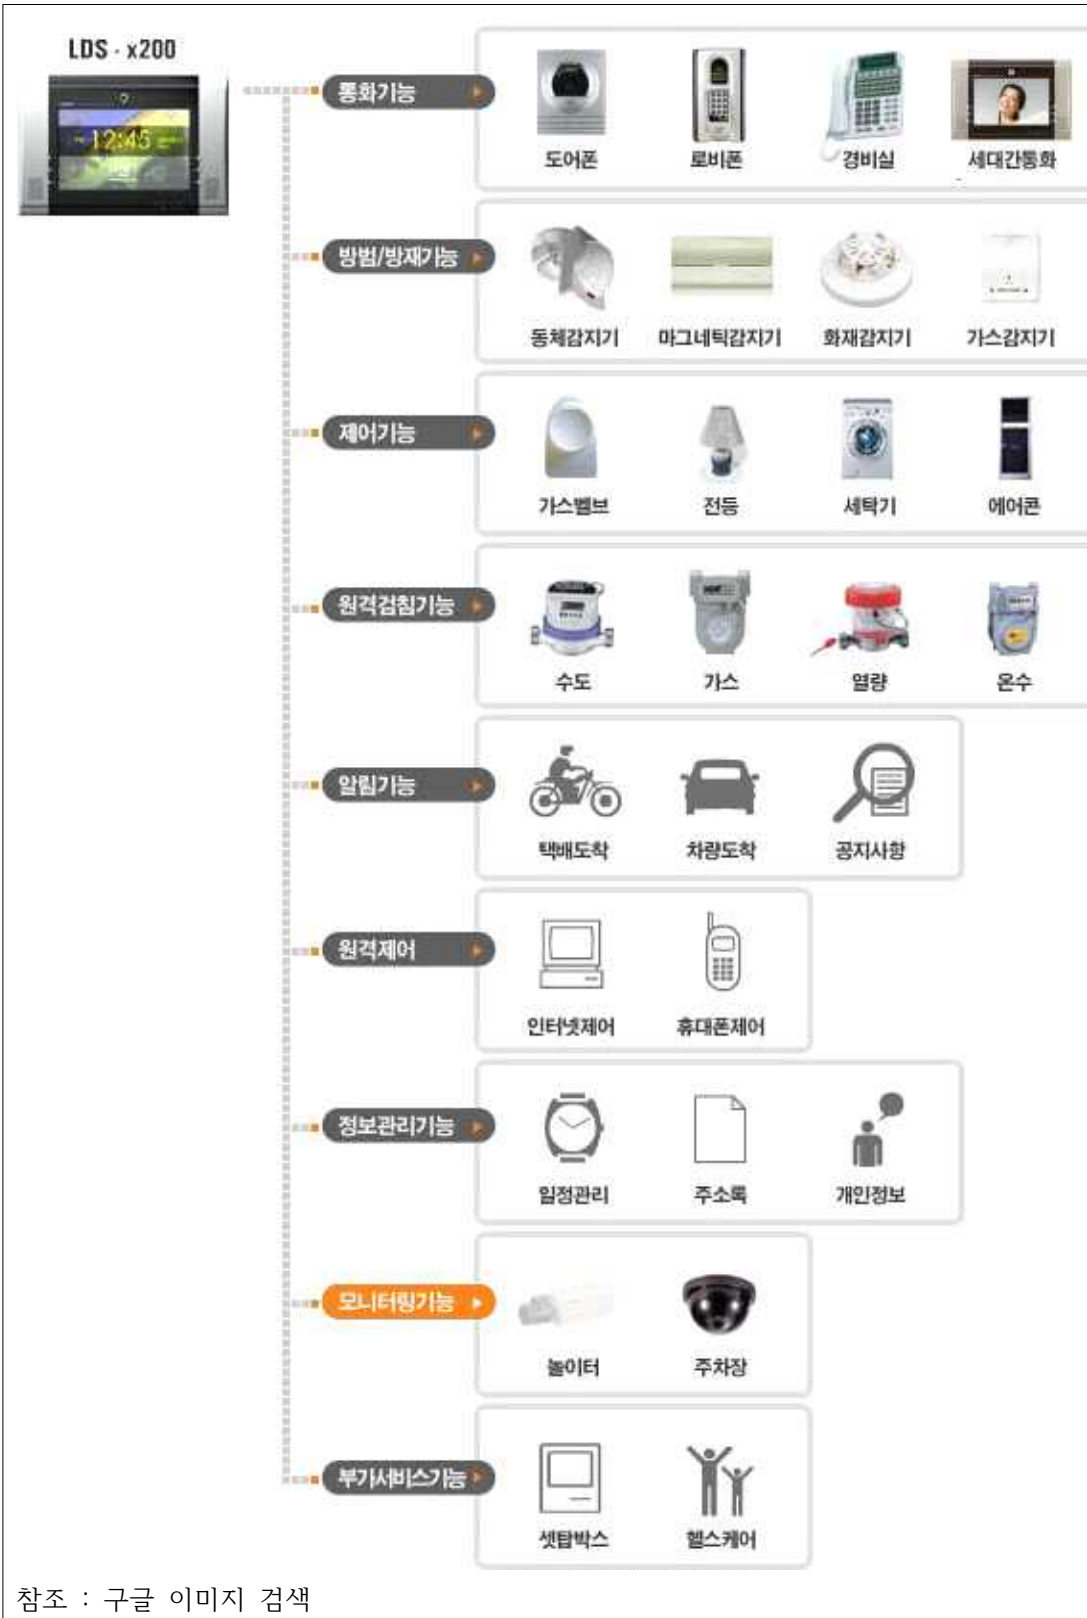 LDS - x200
12:45
통화기능
도어폰 로비폰 경비실 세대간통화
방범/방재기능
동체감지기 마그네틱감지기 화재감지기 가스감지기
제어기능
가스벨브 전등 세탁기 에어콘
원격검침기능
수도 가스 열량 온수
알림기능
택배도착 차량도착 공지사항
원격제어
인터넷제어 휴대폰제어
정보관리기능
일정관리 주소록 개인정보
모니터링기능
놀이터 주차장
부가서비스기능
셋탑박스 헬스케어
참조 : 구글 이미지 검색